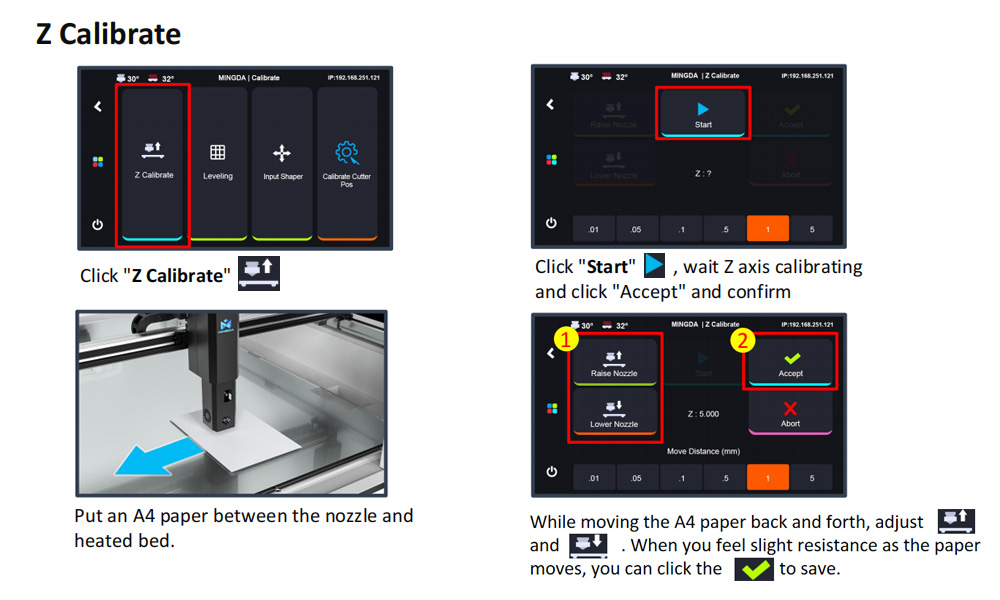 Z Calibrate
30° 32° MINGDA | Calibrate IP:192.168.251.121
Z Calibrate Leveling Input Shaper Calibrate Cutter
Pos
Click "Z Calibrate"
30° 32° MINGDA | Z Calibrate IP:192.168.251.121
Raise Nozzle Start Accept
Lower Nozzle Z : ? Abort
.01 .05 .1 .5 1 5
Click "Start" , wait Z axis calibrating
and click "Accept" and confirm
Put an A4 paper between the nozzle and
heated bed.
30° 32° MINGDA | Z Calibrate IP:192.168.251.121
1 2
Raise Nozzle Start Accept
Lower Nozzle Z : 5.000 Abort
Move Distance (mm)
.01 .05 .1 .5 1 5
While moving the A4 paper back and forth, adjust
and . When you feel slight resistance as the paper
moves, you can click the to save.